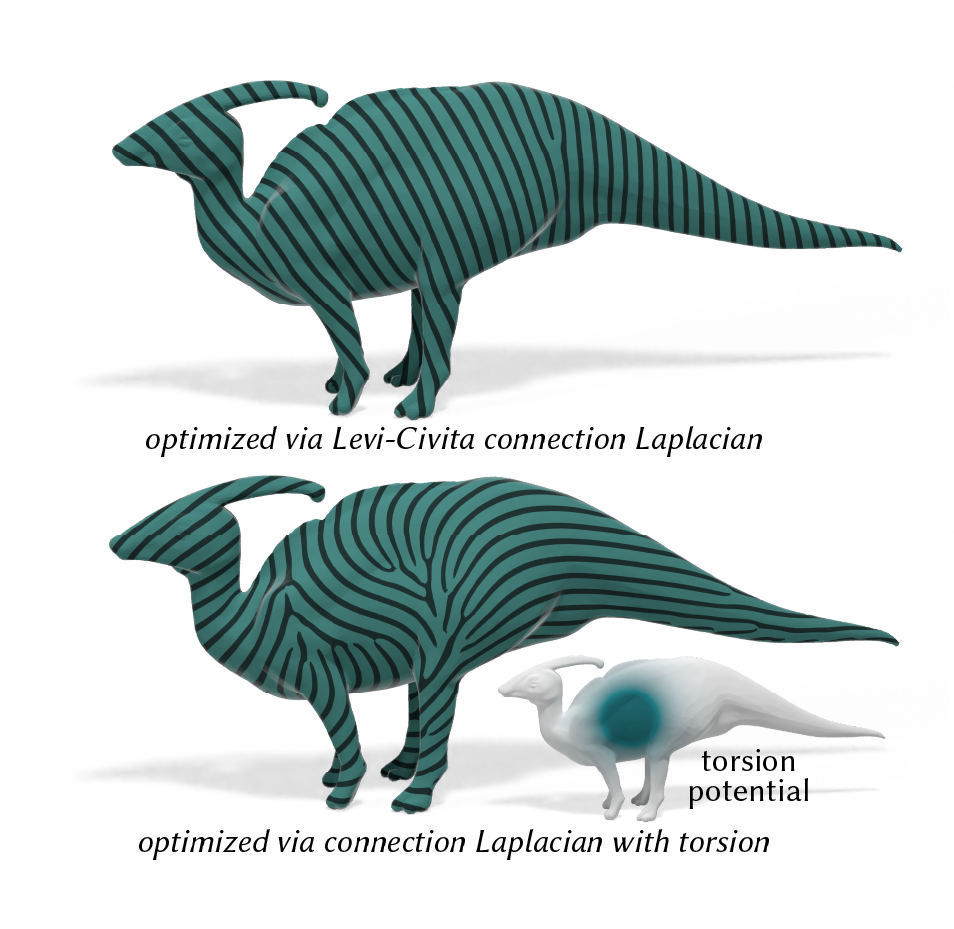 optimized via Levi-Civita connection Laplacian
torsion
potential
optimized via connection Laplacian with torsion